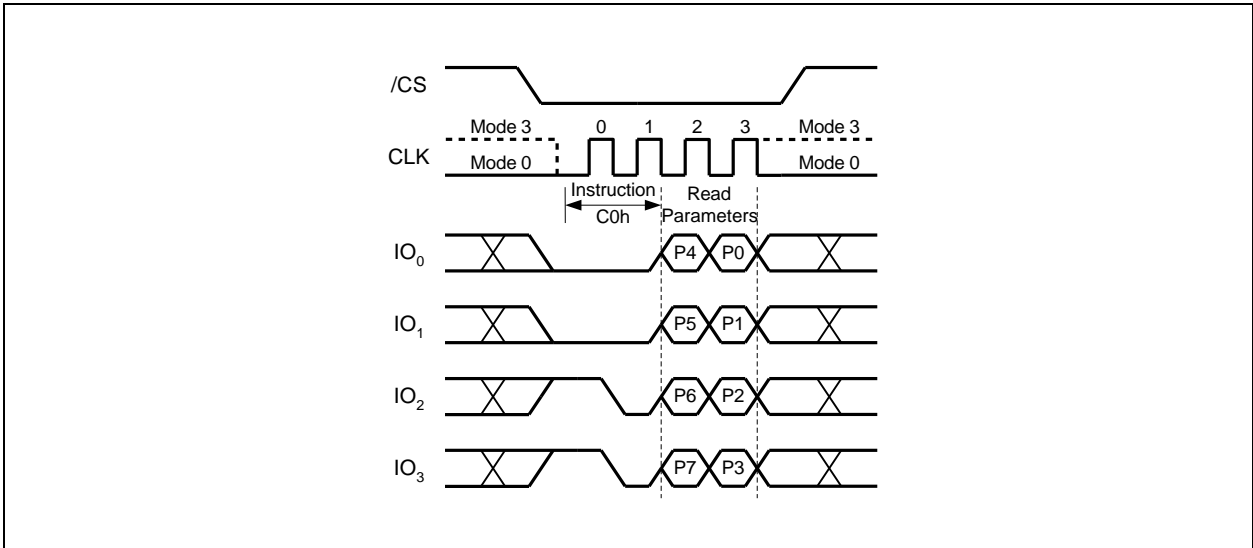 /CS
Mode 3 0 1 2 3 Mode 3
CLK
Mode 0 Mode 0
Instruction Read
C0h Parameters
IO0 P4 P0
IO1 P5 P1
IO2 P6 P2
IO3 P7 P3